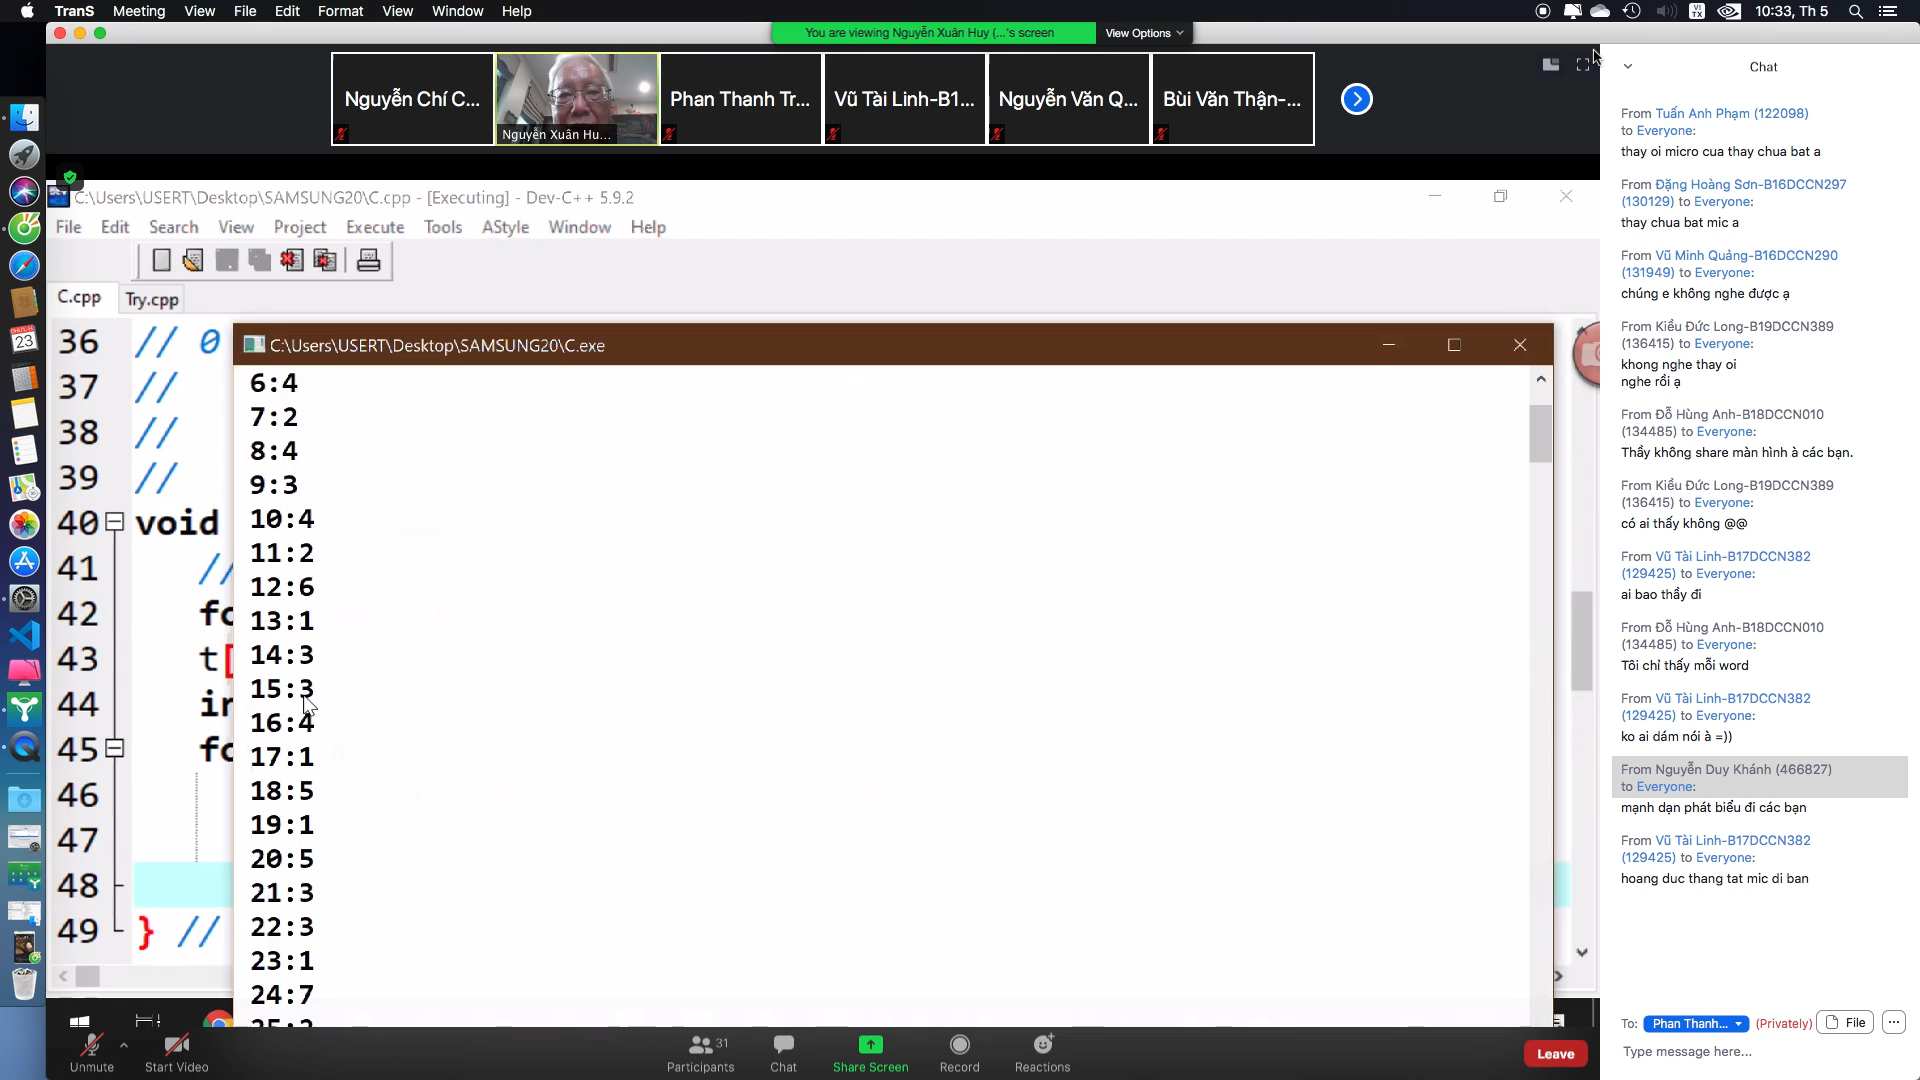 TranS Meeting View File Edit Format View Window Help
VI
TX
10:33, Th 5
You are viewing Nguyễn Xuân Huy (...'s screen
View Options
Nguyễn Chí C...
Nguyễn Xuân Hu...
Phan Thanh Tr...
Vũ Tài Linh-B1...
Nguyễn Văn Q...
Bùi Văn Thận-...
C:\Users\USERT\Desktop\SAMSUNG20\C.cpp - [Executing] - Dev-C++ 5.9.2
File Edit Search View Project Execute Tools AStyle Window Help
C.cpp Try.cpp
36 // 0
37 //
38 //
39 //
40 void
41 //
42 fo
43 t[
44 in
45 fo
46
47
48
49 } //
C:\Users\USERT\Desktop\SAMSUNG20\C.exe
6:4
7:2
8:4
9:3
10:4
11:2
12:6
13:1
14:3
15:3
16:4
17:1
18:5
19:1
20:5
21:3
22:3
23:1
24:7
23
Unmute
Start Video
31
Participants
Chat
Share Screen
Record
Reactions
Leave
Chat
From Tuấn Anh Phạm (122098)
to Everyone:
thay oi micro cua thay chua bat a
From Đặng Hoàng Sơn-B16DCCN297
(130129) to Everyone:
thay chua bat mic a
From Vũ Minh Quảng-B16DCCN290
(131949) to Everyone:
chúng e không nghe được ạ
From Kiều Đức Long-B19DCCN389
(136415) to Everyone:
khong nghe thay oi
nghe rồi ạ
From Đỗ Hùng Anh-B18DCCN010
(134485) to Everyone:
Thầy không share màn hình à các bạn.
From Kiều Đức Long-B19DCCN389
(136415) to Everyone:
có ai thấy không @@
From Vũ Tài Linh-B17DCCN382
(129425) to Everyone:
ai bao thầy đi
From Đỗ Hùng Anh-B18DCCN010
(134485) to Everyone:
Tôi chỉ thấy mỗi word
From Vũ Tài Linh-B17DCCN382
(129425) to Everyone:
ko ai dám nói à =))
From Nguyễn Duy Khánh (466827)
to Everyone:
mạnh dạn phát biểu đi các bạn
From Vũ Tài Linh-B17DCCN382
(129425) to Everyone:
hoang duc thang tat mic di ban
To: Phan Thanh... (Privately) File
Type message here...